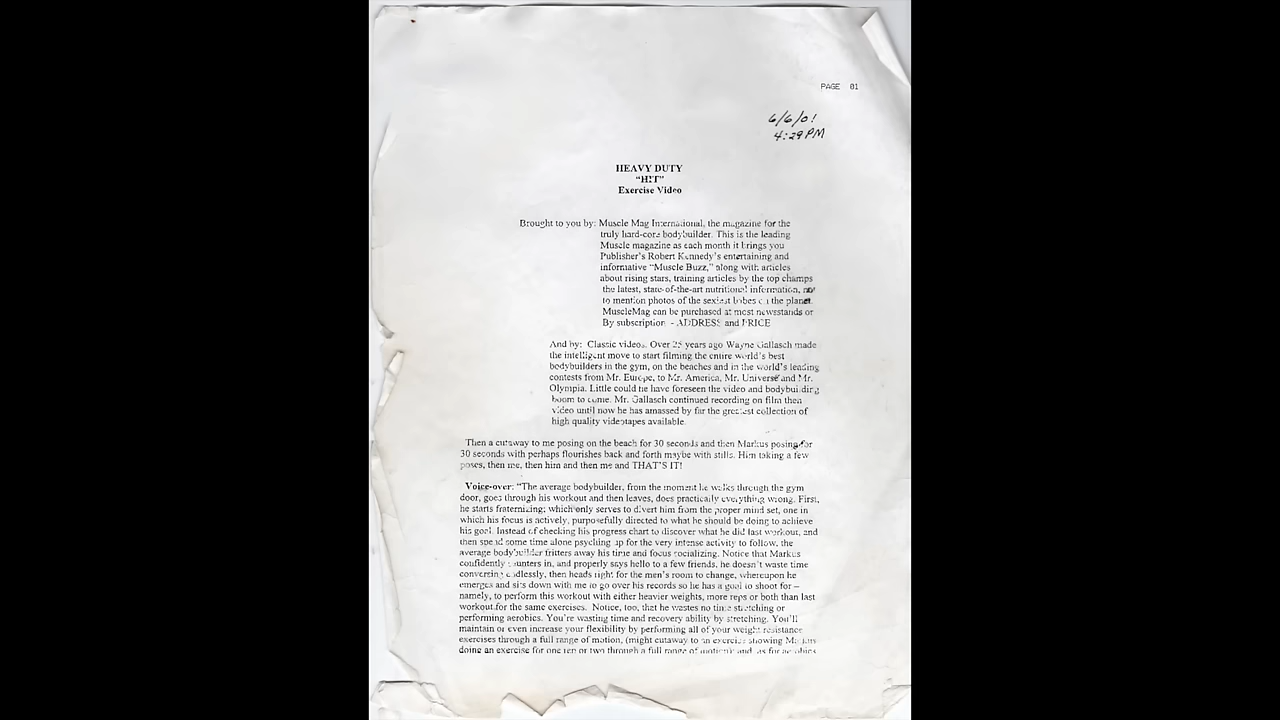 PAGE 01
6/6/01
4:29 PM
HEAVY DUTY
"HIT"
Exercise Video
Brought to you by: Muscle Mag International, the magazine for the
truly hard-core bodybuilder. This is the leading
Muscle magazine as each month it brings you
Publisher's Robert Kennedy's entertaining and
informative "Muscle Buzz," along with articles
about rising stars, training articles by the top champs
the latest, state-of-the-art nutritional information, not
to mention photos of the sexiest babes on the planet.
MuscleMag can be purchased at most newsstands or
By subscription - ADDRESS and PRICE
And by: Classic videos. Over 25 years ago Wayne Gallasch made
the intelligent move to start filming the entire world's best
bodybuilders in the gym, on the beaches and in the world's leading
contests from Mr. Europe, to Mr. America, Mr. Universe and Mr.
Olympia. Little could he have foreseen the video and bodybuilding
boom to come. Mr. Gallasch continued recording on film then
video until now he has amassed by far the greatest collection of
high quality videotapes available.
Then a cutaway to me posing on the beach for 30 seconds and then Markus posing for
30 seconds with perhaps flourishes back and forth maybe with stills. Him taking a few
poses, then me, then him and then me and THAT'S IT!
Voice-over: "The average bodybuilder, from the moment he walks through the gym
door, goes through his workout and then leaves, does practically everything wrong. First,
he starts fraternizing; which only serves to divert him from the proper mind set, one in
which his focus is actively, purposefully directed to what he should be doing to achieve
his goal. Instead of checking his progress chart to discover what he did last workout, and
then spend some time alone psyching up for the very intense activity to follow, the
average bodybuilder fritters away his time and focus socializing. Notice that Markus
confidently in, and properly says hello to a few friends, he doesn't waste time
endlessly, then heads right for the men's room to change, whereupon he
emerges and sits down with me to go over his records so he has a goal to shoot for –
namely, to perform this workout with either heavier weights, more reps or both than last
workout for the same exercises. Notice, too, that he wastes no time stretching or
performing aerobics. You're wasting time and recovery ability by stretching. You'll
maintain or even increase your flexibility by performing all of your weight resistance
exercises through a full range of motion, (might cutaway to an exercise showing Markus
doing an exercise for one rep or two through a full range of motion); and, as for aerobics